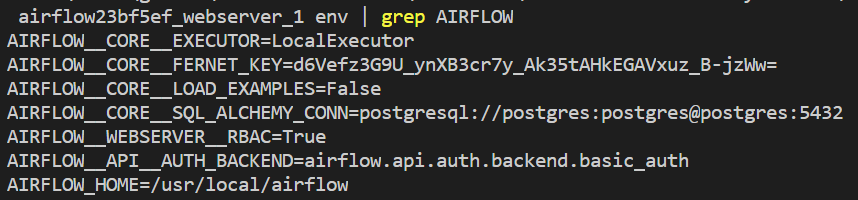 airflow23bf5ef_webserver_1 env | grep AIRFLOW
AIRFLOW__CORE__EXECUTOR=LocalExecutor
AIRFLOW__CORE__FERNET_KEY=d6Vefz3G9U_ynXB3cr7y_Ak35tAHkEGAVxuz_B-jzWw=
AIRFLOW__CORE__LOAD_EXAMPLES=False
AIRFLOW__CORE__SQL_ALCHEMY_CONN=postgresql://postgres:postgres@postgres:5432
AIRFLOW__WEBSERVER__RBAC=True
AIRFLOW__API__AUTH_BACKEND=airflow.api.auth.backend.basic_auth
AIRFLOW_HOME=/usr/local/airflow